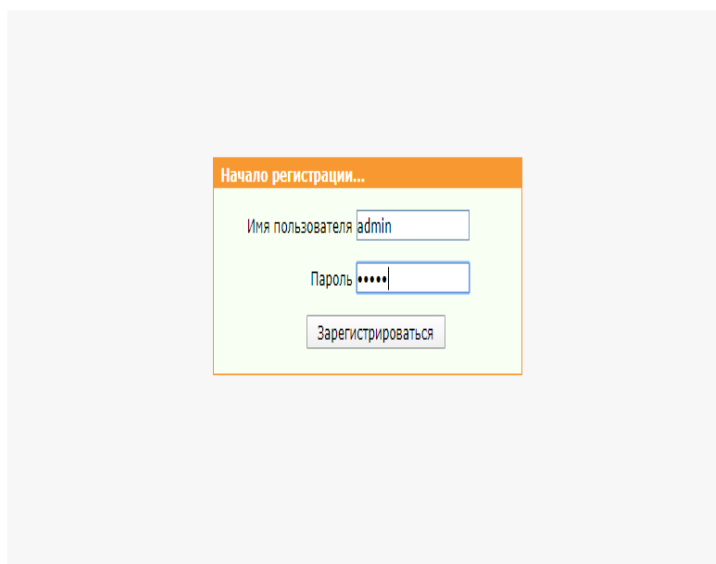 Начало регистрации...
Имя пользователя admin
Пароль •••••
Зарегистрироваться